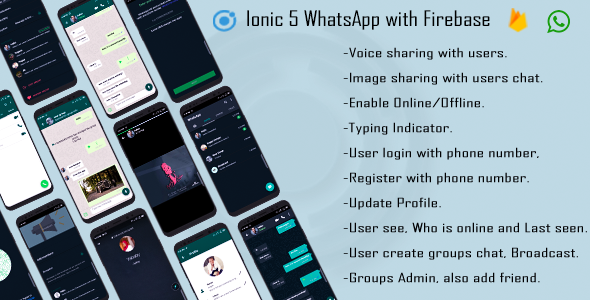 Ionic 5 WhatsApp with Firebase
-Voice sharing with users.
-Image sharing with users chat.
-Enable Online/Offline.
-Typing Indicator.
-User login with phone number,
-Register with phone number.
-Update Profile.
-User see, Who is online and Last seen.
-User create groups chat, Broadcast.
-Groups Admin, also add friend.